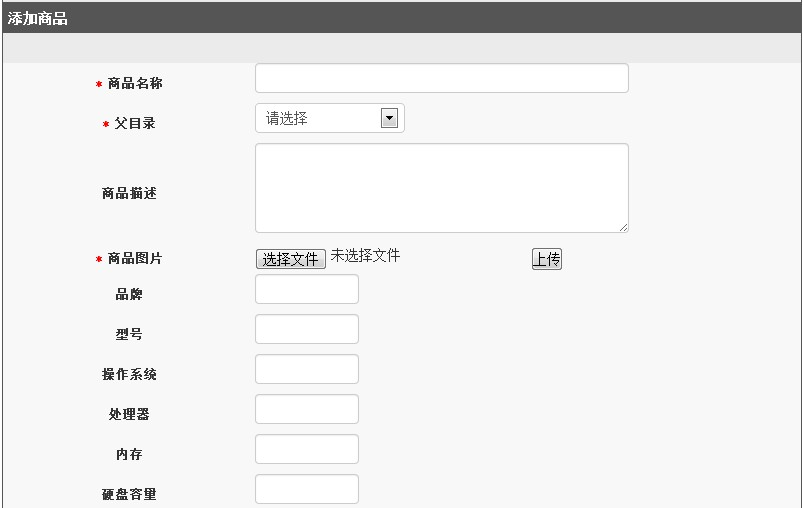 添加商品
* 商品名称
* 父目录 请选择
商品描述
* 商品图片 选择文件 未选择文件 上传
品牌
型号
操作系统
处理器
内存
硬盘容量